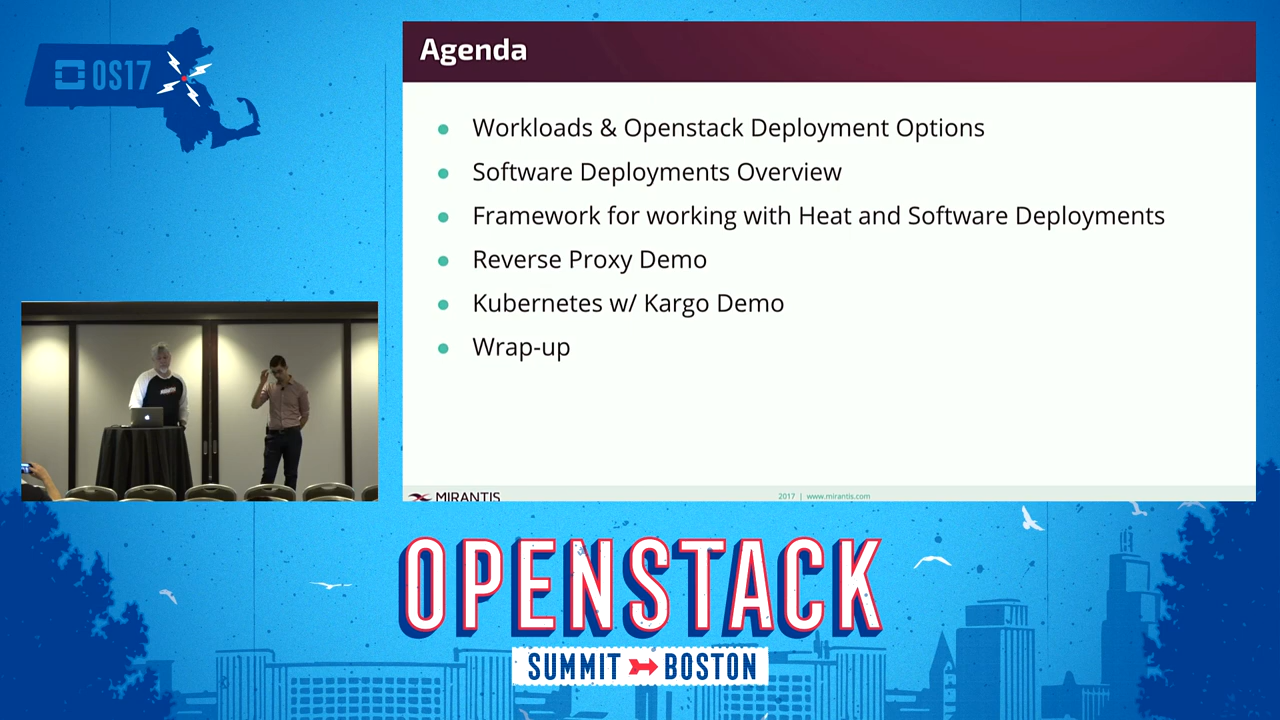 OS17
Agenda
Workloads & Openstack Deployment Options
Software Deployments Overview
Framework for working with Heat and Software Deployments
Reverse Proxy Demo
Kubernetes w/ Kargo Demo
Wrap-up
MIRANTIS
2017 | www.mirantis.com
OPENSTACK
SUMMIT BOSTON